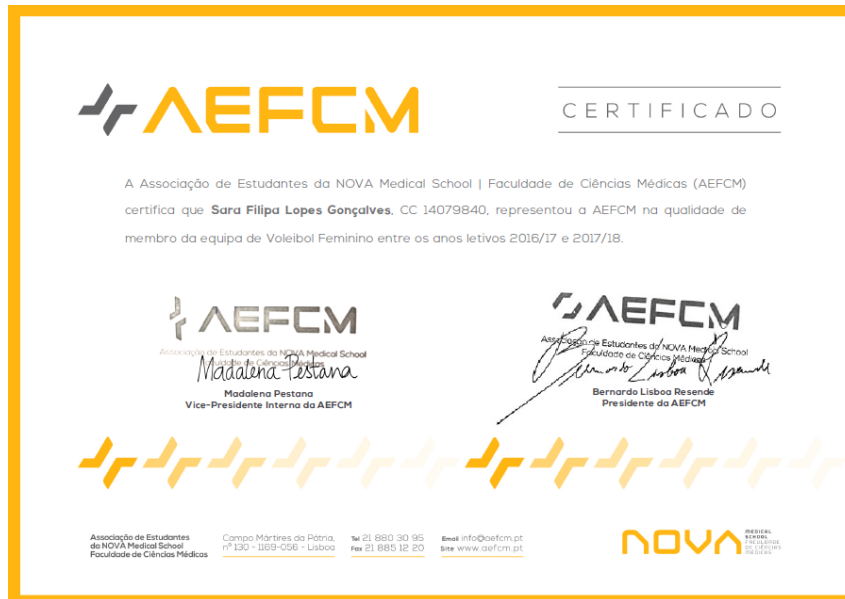 AEFCM
CERTIFICADO
A Associação de Estudantes da NOVA Medical School | Faculdade de Ciências Médicas (AEFCM)
certifica que Sara Filipa Lopes Gonçalves, CC 14079840, representou a AEFCM na qualidade de
membro da equipa de Voleibol Feminino entre os anos letivos 2016/17 e 2017/18.
AEFCM
Associação de Estudantes da NOVA Medical School
Faculdade de Ciências Médicas
Madalena Pestana
Madalena Pestana
Vice-Presidente Interna da AEFCM
AEFCM
Associação de Estudantes da NOVA Medical School
Faculdade de Ciências Médicas
Bernardo Lisboa Resende
Bernardo Lisboa Resende
Presidente da AEFCM
Associação de Estudantes
da NOVA Medical School
Faculdade de Ciências Médicas
Campo Mártires da Pátria,
nº 130 - 1169-056 - Lisboa
Tel 21 880 30 95
Fax 21 885 12 20
Email info@aefcm.pt
Site www.aefcm.pt
NOVA
MEDICAL
SCHOOL
FACULDADE
DE CIÊNCIAS
MÉDICAS